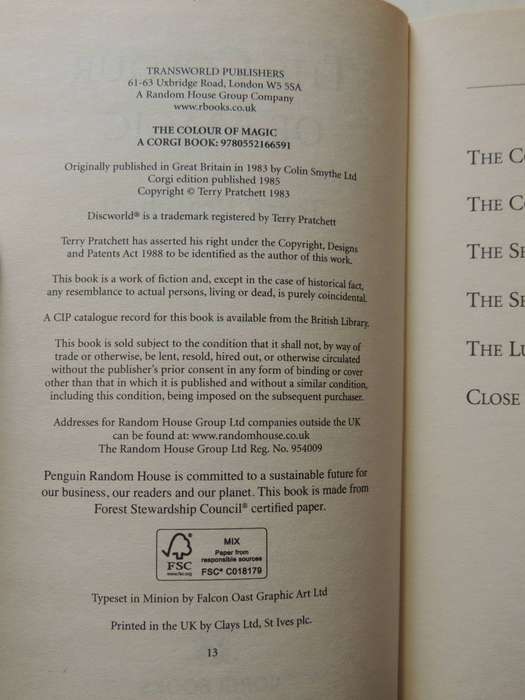 TRANSWORLD PUBLISHERS
61-63 Uxbridge Road, London W5 5SA
A Random House Group Company
www.rbooks.co.uk
THE COLOUR OF MAGIC
A CORGI BOOK: 9780552166591
Originally published in Great Britain in 1983 by Colin Smythe Ltd
Corgi edition published 1985
Copyright © Terry Pratchett 1983
Discworld® is a trademark registered by Terry Pratchett
Terry Pratchett has asserted his right under the Copyright, Designs
and Patents Act 1988 to be identified as the author of this work.
This book is a work of fiction and, except in the case of historical fact,
any resemblance to actual persons, living or dead, is purely coincidental.
A CIP catalogue record for this book is available from the British Library.
This book is sold subject to the condition that it shall not, by way of
trade or otherwise, be lent, resold, hired out, or otherwise circulated
without the publisher's prior consent in any form of binding or cover
other than that in which it is published and without a similar condition,
including this condition, being imposed on the subsequent purchaser.
Addresses for Random House Group Ltd companies outside the UK
can be found at: www.randomhouse.co.uk
The Random House Group Ltd Reg. No. 954009
Penguin Random House is committed to a sustainable future for
our business, our readers and our planet. This book is made from
Forest Stewardship Council® certified paper.
FSC
www.fsc.org
MIX
Paper from
responsible sources
FSC® C018179
Typeset in Minion by Falcon Oast Graphic Art Ltd
Printed in the UK by Clays Ltd, St Ives plc.
13
THE C
THE C
THE SE
THE SE
THE LU
CLOSE